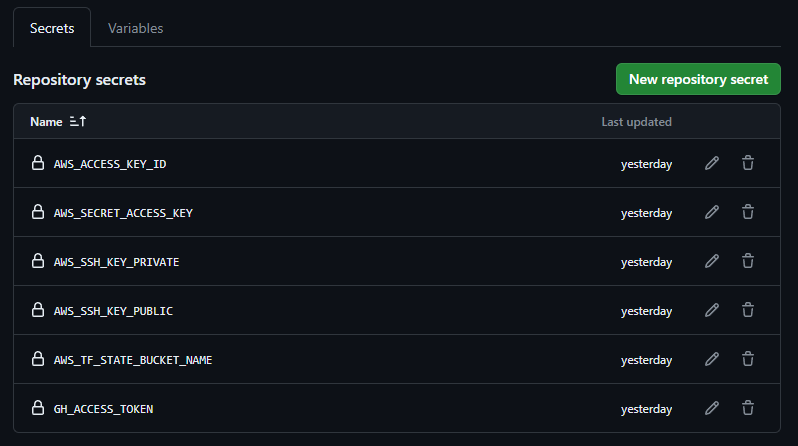 Secrets Variables
Repository secrets New repository secret
Name Last updated
AWS_ACCESS_KEY_ID yesterday
AWS_SECRET_ACCESS_KEY yesterday
AWS_SSH_KEY_PRIVATE yesterday
AWS_SSH_KEY_PUBLIC yesterday
AWS_TF_STATE_BUCKET_NAME yesterday
GH_ACCESS_TOKEN yesterday